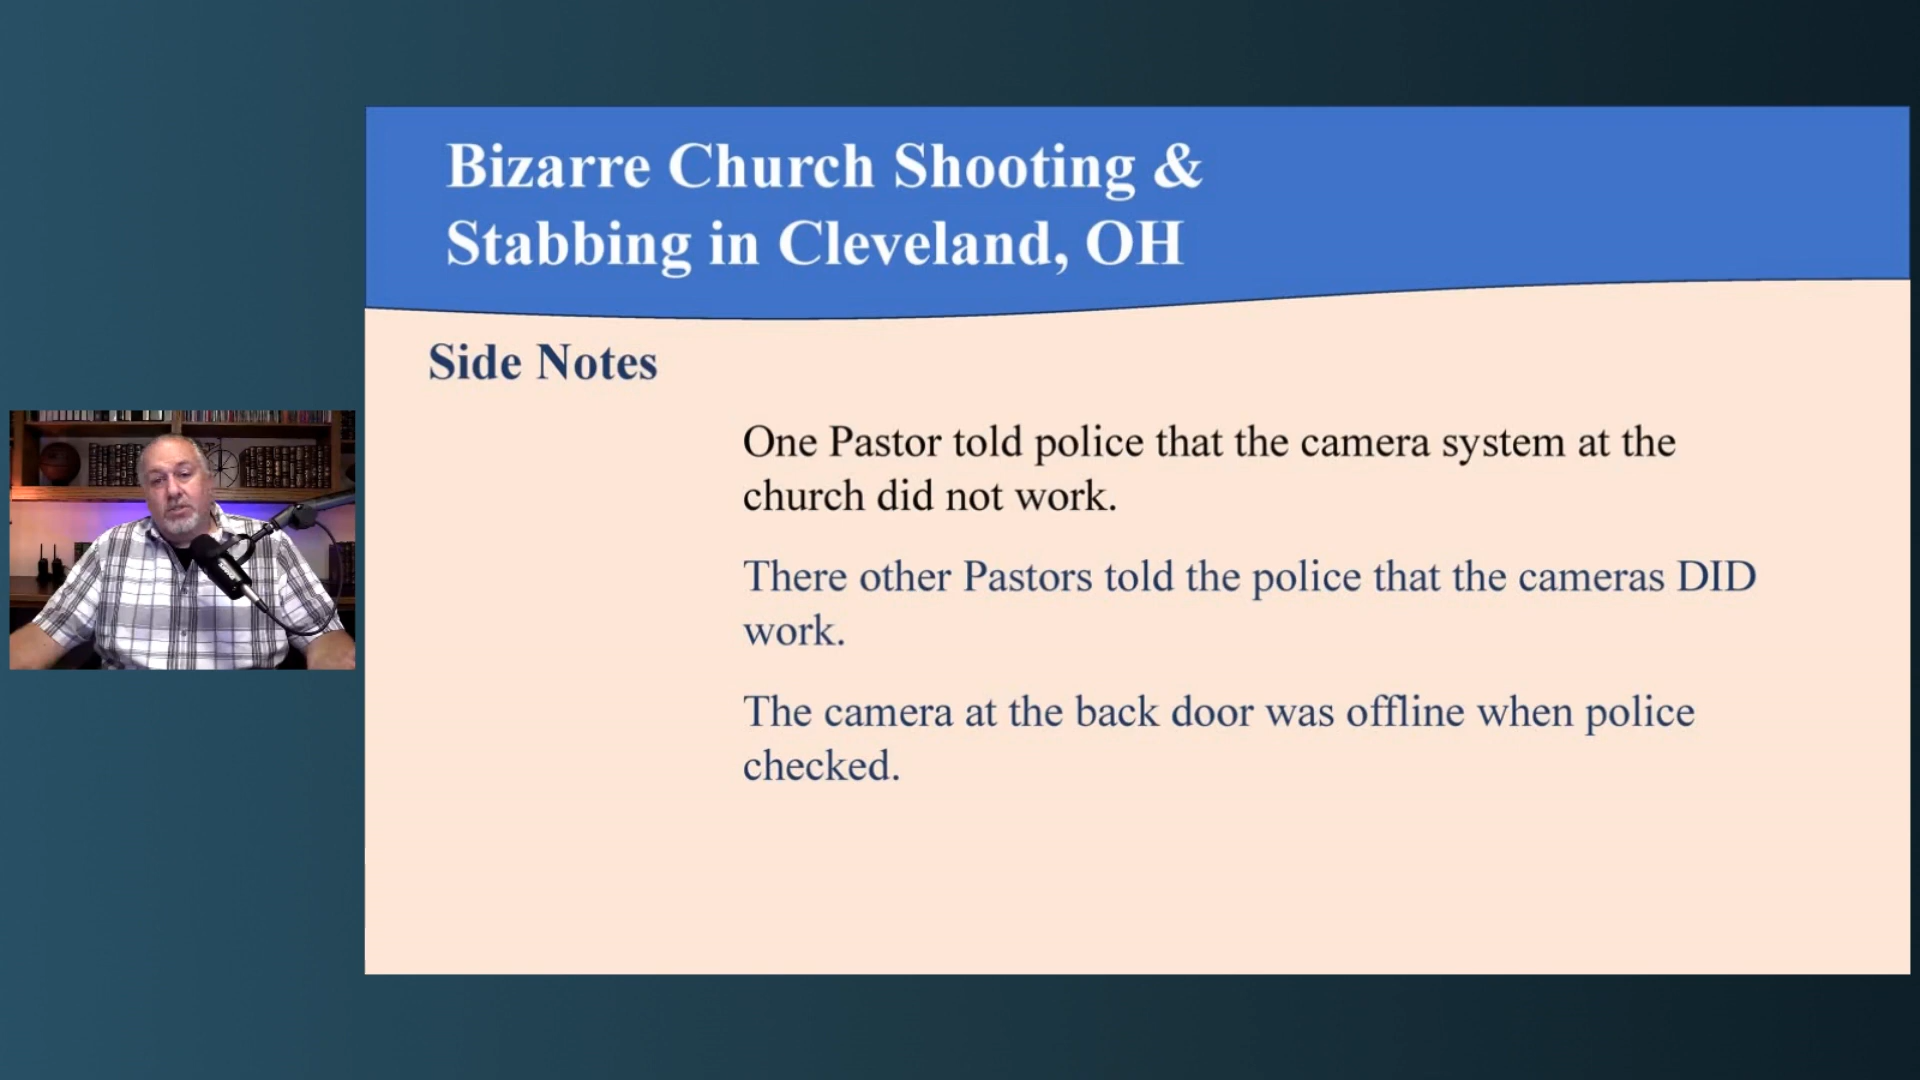 Bizarre Church Shooting &
Stabbing in Cleveland, OH
Side Notes
One Pastor told police that the camera system at the
church did not work.
There other Pastors told the police that the cameras DID
work.
The camera at the back door was offline when police
checked.